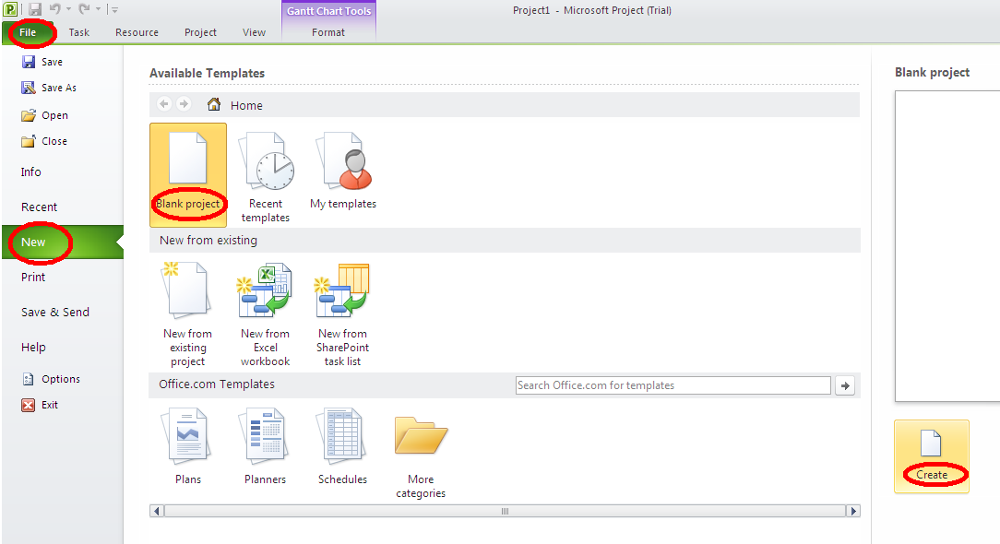 P
Gantt Chart Tools
Project1 - Microsoft Project (Trial)
File
Task
Resource
Project
View
Format
Save
Save As
Open
Close
Info
Recent
New
Print
Save & Send
Help
Options
Exit
Available Templates
Home
Blank project
Recent
templates
My templates
New from existing
New from
existing
project
New from
Excel
workbook
New from
SharePoint
task list
Office.com Templates
Search Office.com for templates
Plans
Planners
Schedules
More
categories
Blank project
Create